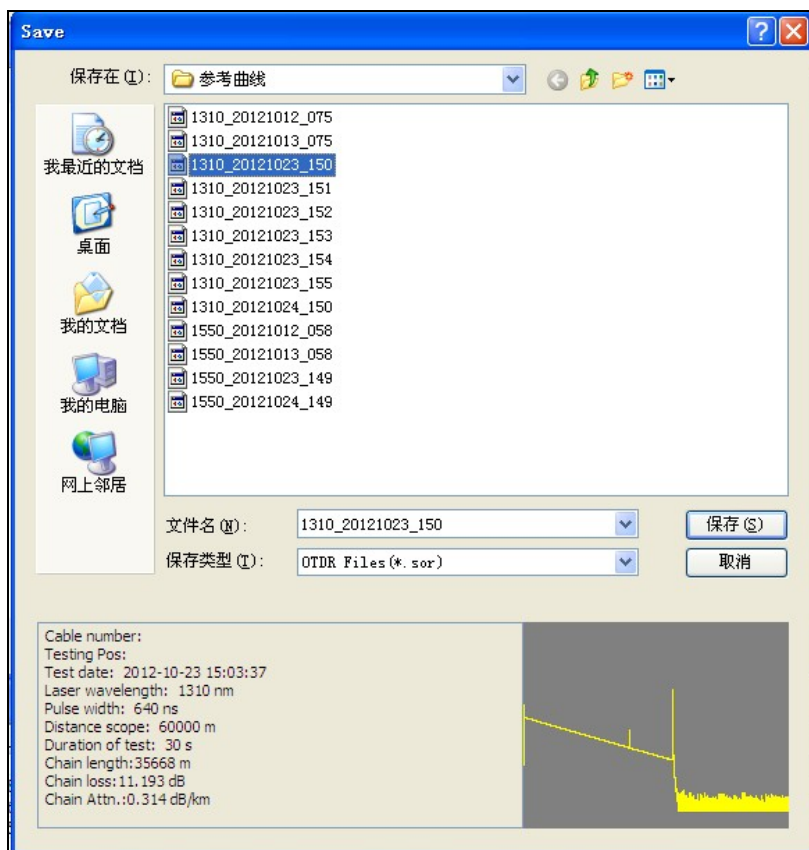 Save
保存在(I):
参考曲线
我最近的文档
桌面
我的文档
我的电脑
网上邻居
1310_20121012_075
1310_20121013_075
1310_20121023_150
1310_20121023_151
1310_20121023_152
1310_20121023_153
1310_20121023_154
1310_20121023_155
1310_20121024_150
1550_20121012_058
1550_20121013_058
1550_20121023_149
1550_20121024_149
文件名(N):
1310_20121023_150
保存(S)
保存类型(T):
OTDR Files(*.sor)
取消
Cable number:
Testing Pos:
Test date: 2012-10-23 15:03:37
Laser wavelength: 1310 nm
Pulse width: 640 ns
Distance scope: 60000 m
Duration of test: 30 s
Chain length:35668 m
Chain loss:11.193 dB
Chain Attn.:0.314 dB/km